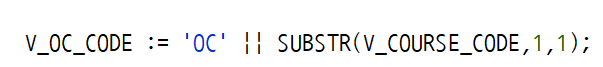 V_OC_CODE := 'OC' || SUBSTR(V_COURSE_CODE,1,1);